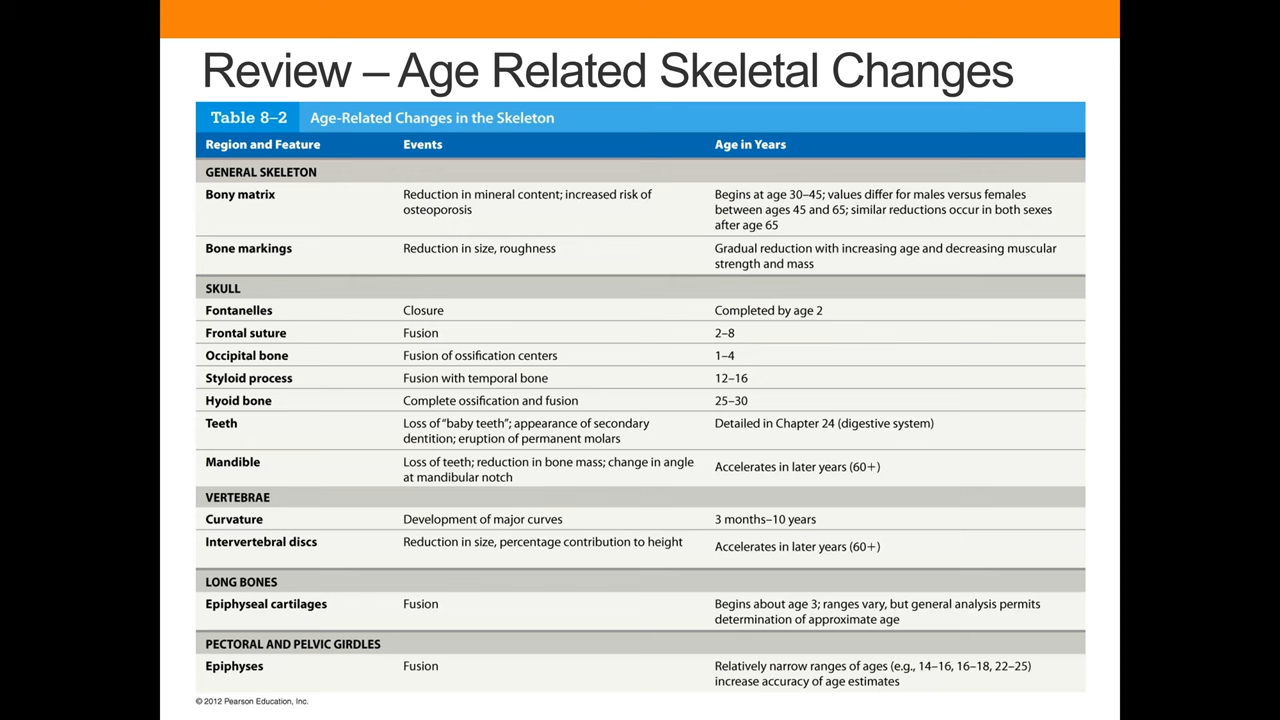 Review – Age Related Skeletal Changes
Table 8–2 Age-Related Changes in the Skeleton
Region and Feature Events Age in Years
GENERAL SKELETON
Bony matrix Reduction in mineral content; increased risk of Begins at age 30–45; values differ for males versus females
osteoporosis between ages 45 and 65; similar reductions occur in both sexes
after age 65
Bone markings Reduction in size, roughness Gradual reduction with increasing age and decreasing muscular
strength and mass
SKULL
Fontanelles Closure Completed by age 2
Frontal suture Fusion 2–8
Occipital bone Fusion of ossification centers 1–4
Styloid process Fusion with temporal bone 12–16
Hyoid bone Complete ossification and fusion 25–30
Teeth Loss of "baby teeth"; appearance of secondary Detailed in Chapter 24 (digestive system)
dentition; eruption of permanent molars
Mandible Loss of teeth; reduction in bone mass; change in angle Accelerates in later years (60+)
at mandibular notch
VERTEBRAE
Curvature Development of major curves 3 months–10 years
Intervertebral discs Reduction in size, percentage contribution to height Accelerates in later years (60+)
LONG BONES
Epiphyseal cartilages Fusion Begins about age 3; ranges vary, but general analysis permits
determination of approximate age
PECTORAL AND PELVIC GIRDLES
Epiphyses Fusion Relatively narrow ranges of ages (e.g., 14–16, 16–18, 22–25)
increase accuracy of age estimates
© 2012 Pearson Education, Inc.